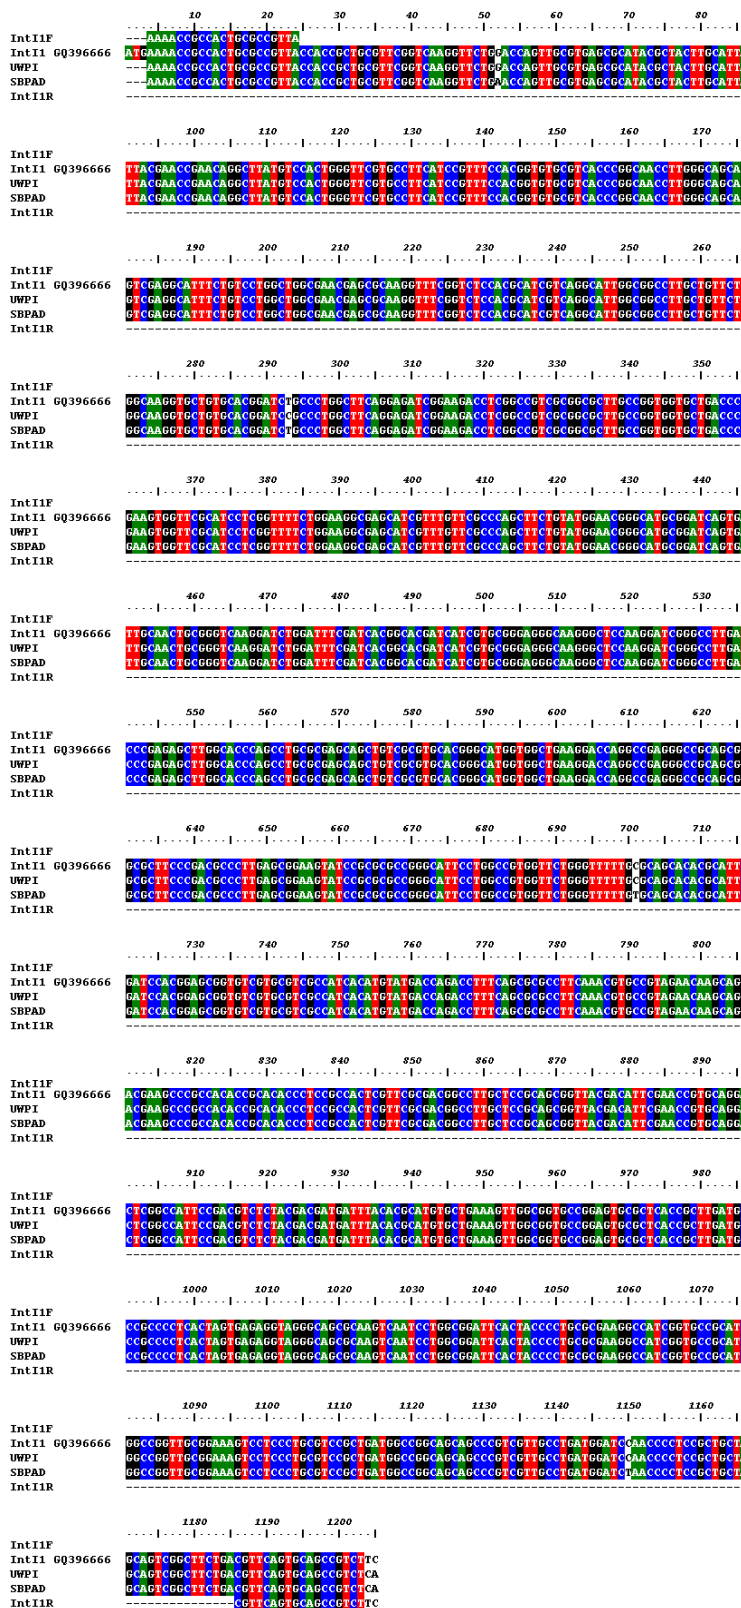 10 20 30 40 50 60 70 80
IntI1F ---AAAACCGCCACTGCGCCGTTA
IntI1 GQ396666 ATGAAAACCGCCACTGCGCCGTTACCACCGCTGCGTTCGGTCAAGGTTCTGGACCAGTTGCGTGAGCGCATACGCTACTTGCATT
UWPI ---AAAACCGCCACTGCGCCGTTACCACCGCTGCGTTCGGTCAAGGTTCTGGACCAGTTGCGTGAGCGCATACGCTACTTGCATT
SBPAD ---AAAACCGCCACTGCGCCGTTACCACCGCTGCGTTCGGTCAAGGTTCTGAACCAGTTGCGTGAGCGCATACGCTACTTGCATT
IntI1R
100 110 120 130 140 150 160 170
IntI1F
IntI1 GQ396666 TTACGAACCGAACAGGCTTATGTCCACTGGGTTCGTGCCTTCATCCGTTTCCACGGTGTGCGTCACCCGGCAACCTTGGGCAGCA
UWPI TTACGAACCGAACAGGCTTATGTCCACTGGGTTCGTGCCTTCATCCGTTTCCACGGTGTGCGTCACCCGGCAACCTTGGGCAGCA
SBPAD TTACGAACCGAACAGGCTTATGTCCACTGGGTTCGTGCCTTCATCCGTTTCCACGGTGTGCGTCACCCGGCAACCTTGGGCAGCA
IntI1R
190 200 210 220 230 240 250 260
IntI1F
IntI1 GQ396666 GTCGAGGCATTTCTGTCCTGGCTGGCGAACGAGCGCAAGGTTTCGGTCTCCACGCATCGTCAGGCATTGGCGGCCTTGCTGTTCT
UWPI GTCGAGGCATTTCTGTCCTGGCTGGCGAACGAGCGCAAGGTTTCGGTCTCCACGCATCGTCAGGCATTGGCGGCCTTGCTGTTCT
SBPAD GTCGAGGCATTTCTGTCCTGGCTGGCGAACGAGCGCAAGGTTTCGGTCTCCACGCATCGTCAGGCATTGGCGGCCTTGCTGTTCT
IntI1R
280 290 300 310 320 330 340 350
IntI1F
IntI1 GQ396666 GGCAAGGTGCTGTGCACGGATCTGCCCTGGCTTCAGGAGATCGGAAGACCTCGGCCGTCGCGGCGCTTGCCGGTGGTGCTGACCC
UWPI GGCAAGGTGCTGTGCACGGATCCGCCCTGGCTTCAGGAGATCGGAAGACCTCGGCCGTCGCGGCGCTTGCCGGTGGTGCTGACCC
SBPAD GGCAAGGTGCTGTGCACGGATCTGCCCTGGCTTCAGGAGATCGGAAGACCTCGGCCGTCGCGGCGCTTGCCGGTGGTGCTGACCC
IntI1R
370 380 390 400 410 420 430 440
IntI1F
IntI1 GQ396666 GAAGTGGTTCGCATCCTCGGTTTTCTGGAAGGCGAGCATCGTTTGTTCGCCCAGCTTCTGTATGGAACGGGCATGCGGATCAGTG
UWPI GAAGTGGTTCGCATCCTCGGTTTTCTGGAAGGCGAGCATCGTTTGTTCGCCCAGCTTCTGTATGGAACGGGCATGCGGATCAGTG
SBPAD GAAGTGGTTCGCATCCTCGGTTTTCTGGAAGGCGAGCATCGTTTGTTCGCCCAGCTTCTGTATGGAACGGGCATGCGGATCAGTG
IntI1R
460 470 480 490 500 510 520 530
IntI1F
IntI1 GQ396666 TTGCAACTGCGGGTCAAGGATCTGGATTTCGATCACGGCACGATCATCGTGCGGGAGGGCAAGGGCTCCAAGGATCGGGCCTTGA
UWPI TTGCAACTGCGGGTCAAGGATCTGGATTTCGATCACGGCACGATCATCGTGCGGGAGGGCAAGGGCTCCAAGGATCGGGCCTTGA
SBPAD TTGCAACTGCGGGTCAAGGATCTGGATTTCGATCACGGCACGATCATCGTGCGGGAGGGCAAGGGCTCCAAGGATCGGGCCTTGA
IntI1R
550 560 570 580 590 600 610 620
IntI1F
IntI1 GQ396666 CCCGAGAGCTTGGCACCCAGCCTGCGCGAGCAGCTGTCGCGTGCACGGGCATGGTGGCTGAAGGACCAGGCCGAGGGCCGCAGCG
UWPI CCCGAGAGCTTGGCACCCAGCCTGCGCGAGCAGCTGTCGCGTGCACGGGCATGGTGGCTGAAGGACCAGGCCGAGGGCCGCAGCG
SBPAD CCCGAGAGCTTGGCACCCAGCCTGCGCGAGCAGCTGTCGCGTGCACGGGCATGGTGGCTGAAGGACCAGGCCGAGGGCCGCAGCG
IntI1R
640 650 660 670 680 690 700 710
IntI1F
IntI1 GQ396666 GCGCTTCCCGACGCCCTTGAGCGGAAGTATCCGCGCGCCGGGCATTCCTGGCCGTGGTTCTGGGTTTTTGCGCAGCACACGCATT
UWPI GCGCTTCCCGACGCCCTTGAGCGGAAGTATCCGCGCGCCGGGCATTCCTGGCCGTGGTTCTGGGTTTTTGCGCAGCACACGCATT
SBPAD GCGCTTCCCGACGCCCTTGAGCGGAAGTATCCGCGCGCCGGGCATTCCTGGCCGTGGTTCTGGGTTTTTGTGCAGCACACGCATT
IntI1R
730 740 750 760 770 780 790 800
IntI1F
IntI1 GQ396666 GATCCACGGAGCGGTGTCGTGCGTCGCCATCACATGTATGACCAGACCTTTCAGCGCGCCTTCAAACGTGCCGTAGAACAAGCAG
UWPI GATCCACGGAGCGGTGTCGTGCGTCGCCATCACATGTATGACCAGACCTTTCAGCGCGCCTTCAAACGTGCCGTAGAACAAGCAG
SBPAD GATCCACGGAGCGGTGTCGTGCGTCGCCATCACATGTATGACCAGACCTTTCAGCGCGCCTTCAAACGTGCCGTAGAACAAGCAG
IntI1R
820 830 840 850 860 870 880 890
IntI1F
IntI1 GQ396666 ACGAAGCCCGCCACACCGCACACCCTCCGCCACTCGTTCGCGACGGCCTTGCTCCGCAGCGGTTACGACATTCGAACCGTGCAGG
UWPI ACGAAGCCCGCCACACCGCACACCCTCCGCCACTCGTTCGCGACGGCCTTGCTCCGCAGCGGTTACGACATTCGAACCGTGCAGG
SBPAD ACGAAGCCCGCCACACCGCACACCCTCCGCCACTCGTTCGCGACGGCCTTGCTCCGCAGCGGTTACGACATTCGAACCGTGCAGG
IntI1R
910 920 930 940 950 960 970 980
IntI1F
IntI1 GQ396666 CTCGGCCATTCCGACGTCTCTACGACGATGATTTACACGCATGTGCTGAAAGTTGGCGGTGCCGGAGTGCGCTCACCGCTTGATG
UWPI CTCGGCCATTCCGACGTCTCTACGACGATGATTTACACGCATGTGCTGAAAGTTGGCGGTGCCGGAGTGCGCTCACCGCTTGATG
SBPAD CTCGGCCATTCCGACGTCTCTACGACGATGATTTACACGCATGTGCTGAAAGTTGGCGGTGCCGGAGTGCGCTCACCGCTTGATG
IntI1R
1000 1010 1020 1030 1040 1050 1060 1070
IntI1F
IntI1 GQ396666 CCGCCCCTCACTAGTGAGAGGTAGGGCAGCGCAAGTCAATCCTGGCGGATTCACTACCCCTGCGCGAAGGCCATCGGTGCCGCAT
UWPI CCGCCCCTCACTAGTGAGAGGTAGGGCAGCGCAAGTCAATCCTGGCGGATTCACTACCCCTGCGCGAAGGCCATCGGTGCCGCAT
SBPAD CCGCCCCTCACTAGTGAGAGGTAGGGCAGCGCAAGTCAATCCTGGCGGATTCACTACCCCTGCGCGAAGGCCATCGGTGCCGCAT
IntI1R
1090 1100 1110 1120 1130 1140 1150 1160
IntI1F
IntI1 GQ396666 GGCCGGTTGCGGAAAGTCCTCCCTGCGTCCGCTGATGGCCGGCAGCAGCCCGTCGTTGCCTGATGGATCCAACCCCTCCGCTGCT
UWPI GGCCGGTTGCGGAAAGTCCTCCCTGCGTCCGCTGATGGCCGGCAGCAGCCCGTCGTTGCCTGATGGATCCAACCCCTCCGCTGCT
SBPAD GGCCGGTTGCGGAAAGTCCTCCCTGCGTCCGCTGATGGCCGGCAGCAGCCCGTCGTTGCCTGATGGATCTAACCCCTCCGCTGCT
IntI1R
1180 1190 1200
IntI1F
IntI1 GQ396666 GCAGTCGGCTTCTGACGTTCAGTGCAGCCGTCTTC
UWPI GCAGTCGGCTTCTGACGTTCAGTGCAGCCGTCTCA
SBPAD GCAGTCGGCTTCTGACGTTCAGTGCAGCCGTCTCA
IntI1R ---------------CGTTCAGTGCAGCCGTCTTC